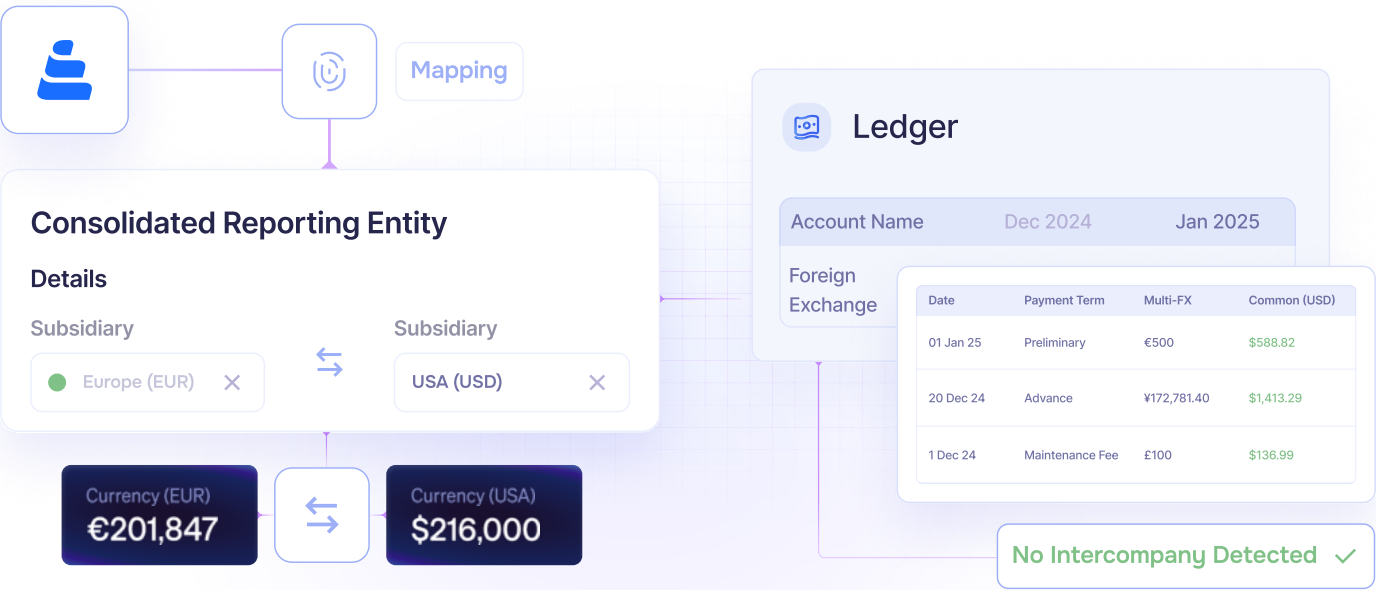 Mapping
Consolidated Reporting Entity
Details
Subsidiary
Subsidiary
Europe (EUR)
USA (USD)
Currency (EUR)
€201,847
Currency (USA)
$216,000
Ledger
Account Name Dec 2024 Jan 2025
Foreign
Exchange
Date Payment Term Multi-FX Common (USD)
01 Jan 25 Preliminary €500 $588.82
20 Dec 24 Advance ¥172,781.40 $1,413.29
1 Dec 24 Maintenance Fee £100 $136.99
No Intercompany Detected